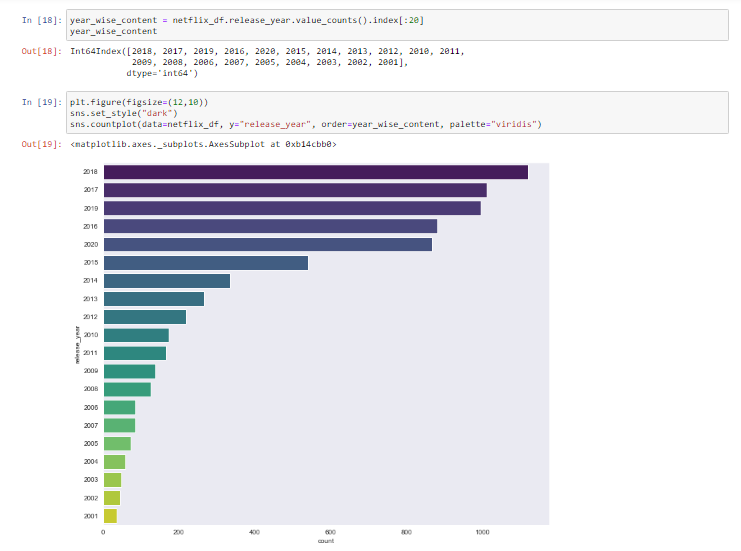 In [18]: year_wise_content = netflix_df.release_year.value_counts().index[:20]
year_wise_content
Out[18]: Int64Index([2018, 2017, 2019, 2016, 2020, 2015, 2014, 2013, 2012, 2010, 2011,
2009, 2008, 2006, 2007, 2005, 2004, 2003, 2002, 2001],
dtype='int64')
In [19]: plt.figure(figsize=(12,10))
sns.set_style("dark")
sns.countplot(data=netflix_df, y="release_year", order=year_wise_content, palette="viridis")
Out[19]: <matplotlib.axes._subplots.AxesSubplot at 0xb14cbb0>
2018
2017
2019
2016
2020
2015
2014
2013
2012
2010
2011
2009
2008
2006
2007
2005
2004
2003
2002
2001
release_year
0 200 400 600 800 1000
count